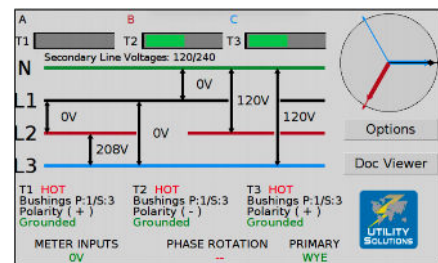 A B C
T1 T2 T3
Secondary Line Voltages: 120/240
N
0V
L1
120V
0V 0V 120V
L2
208V
L3
Options
Doc Viewer
T1 HOT T2 HOT T3 HOT
Bushings P:1/S:3 Bushings P:1/S:3 Bushings P:1/S:3
Polarity ( + ) Polarity ( - ) Polarity ( + )
Grounded Grounded Grounded
UTILITY
SOLUTIONS
METER INPUTS PHASE ROTATION PRIMARY
0V -- WYE